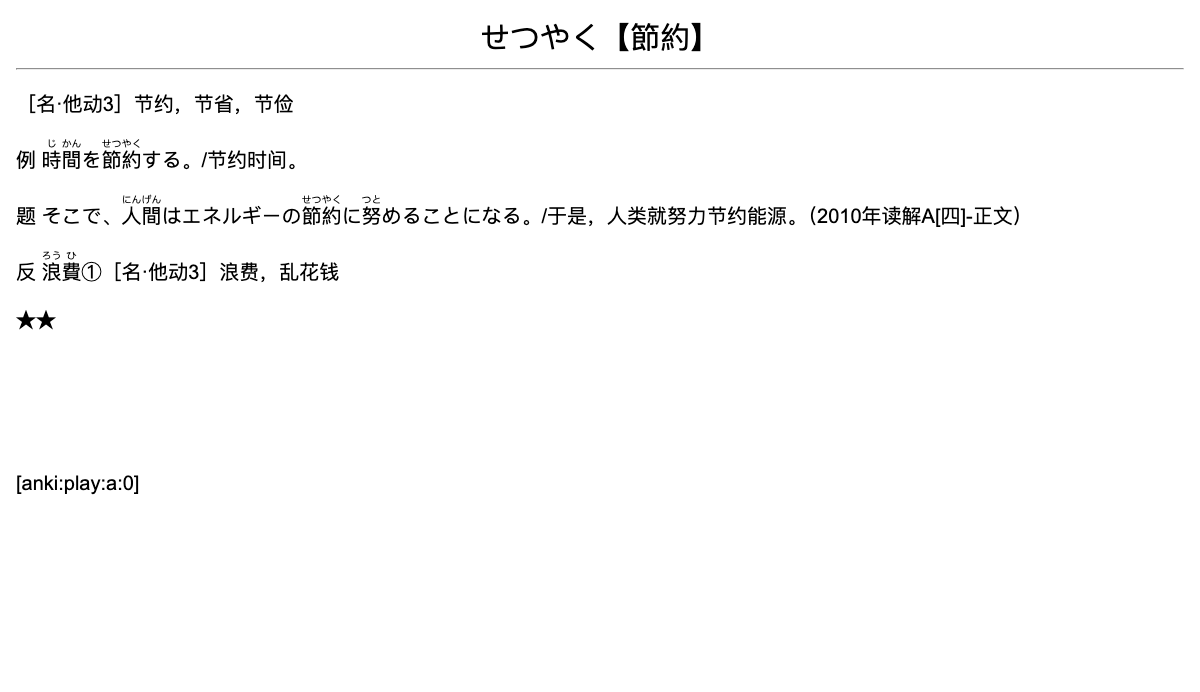 せつやく【節約】
［名·他动3］节约，节省，节俭
じ かん せつやく
例 時間を節約する。/节约时间。
にんげん せつやく つと
题 そこで、人間はエネルギーの節約に努めることになる。/于是，人类就努力节约能源。（2010年读解A[四]-正文）
ろう ひ
反 浪費①［名·他动3］浪费，乱花钱
★★
[anki:play:a:0]